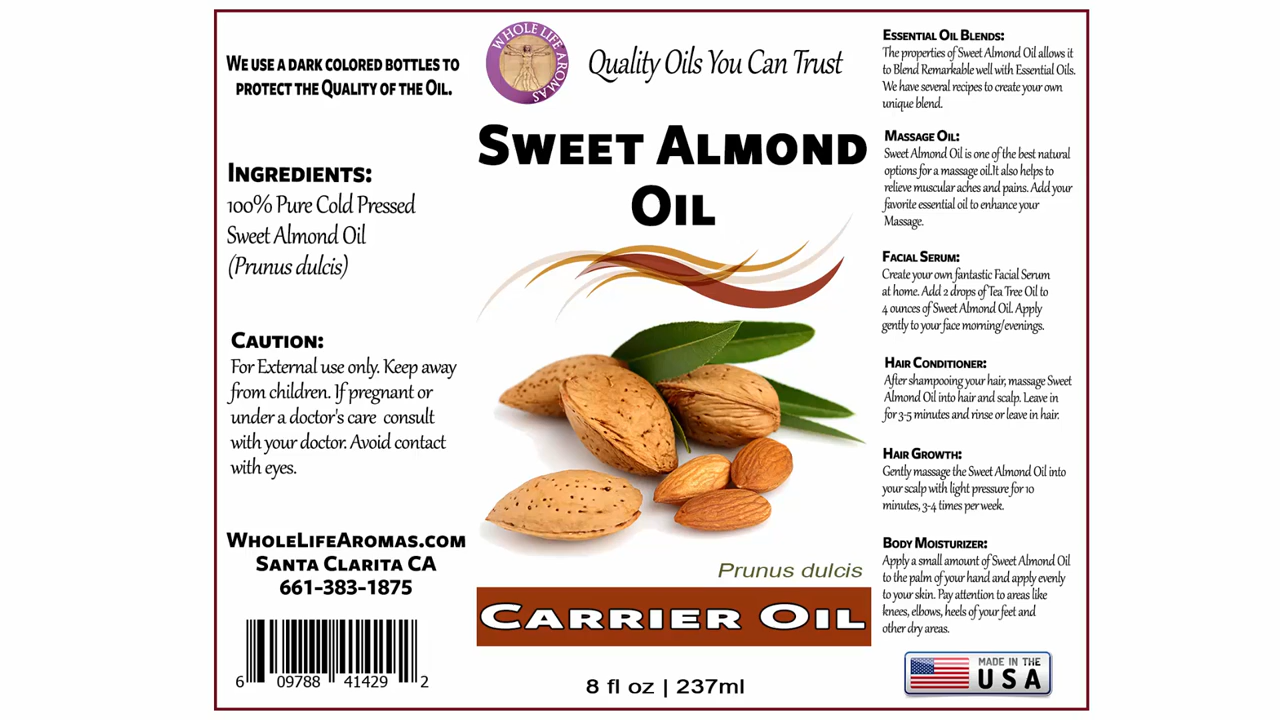 We use a dark colored bottles to
protect the Quality of the Oil.
Ingredients:
100% Pure Cold Pressed
Sweet Almond Oil
(Prunus dulcis)
Caution:
For External use only. Keep away
from children. If pregnant or
under a doctor's care consult
with your doctor. Avoid contact
with eyes.
WholeLifeAromas.com
Santa Clarita CA
661-383-1875
6 09788 41429 2
WHOLE LIFE AROMAS
Quality Oils You Can Trust
Sweet Almond
Oil
Prunus dulcis
Carrier Oil
8 fl oz | 237ml
Essential Oil Blends:
The properties of Sweet Almond Oil allows it
to Blend Remarkable well with Essential Oils.
We have several recipes to create your own
unique blend.
Massage Oil:
Sweet Almond Oil is one of the best natural
options for a massage oil.It also helps to
relieve muscular aches and pains. Add your
favorite essential oil to enhance your
Massage.
Facial Serum:
Create your own fantastic Facial Serum
at home. Add 2 drops of Tea Tree Oil to
4 ounces of Sweet Almond Oil. Apply
gently to your face morning/evenings.
Hair Conditioner:
After shampooing your hair, massage Sweet
Almond Oil into hair and scalp. Leave in
for 3-5 minutes and rinse or leave in hair.
Hair Growth:
Gently massage the Sweet Almond Oil into
your scalp with light pressure for 10
minutes, 3-4 times per week.
Body Moisturizer:
Apply a small amount of Sweet Almond Oil
to the palm of your hand and apply evenly
to your skin. Pay attention to areas like
knees, elbows, heels of your feet and
other dry areas.
MADE IN THE
USA